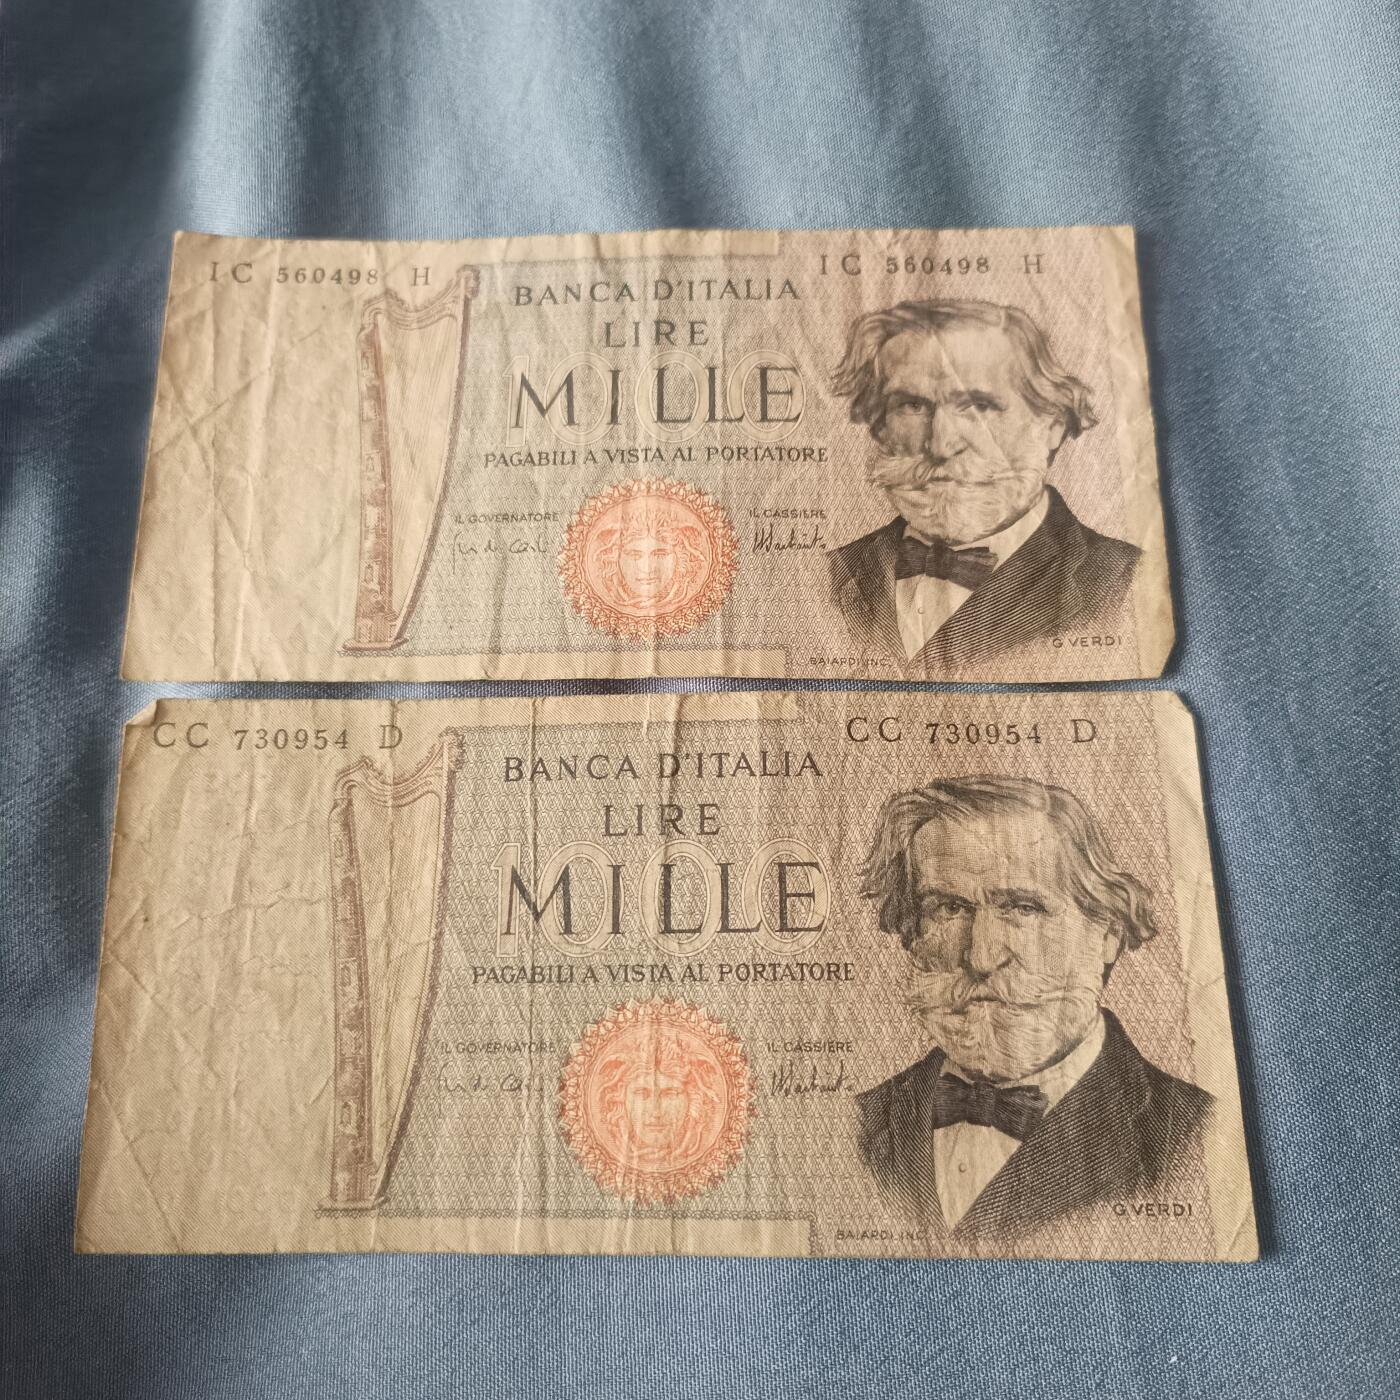 IC 560498 H
IC 560498 H
BANCA D'ITALIA
LIRE
1000
MILLE
PAGABILI A VISTA AL PORTATORE
IL GOVERNATORE
IL CASSIERE
G. VERDI
BAIARDI INC.
CC 730954 D
CC 730954 D
BANCA D'ITALIA
LIRE
1000
MILLE
PAGABILI A VISTA AL PORTATORE
IL GOVERNATORE
IL CASSIERE
G. VERDI
BAIARDI INC.